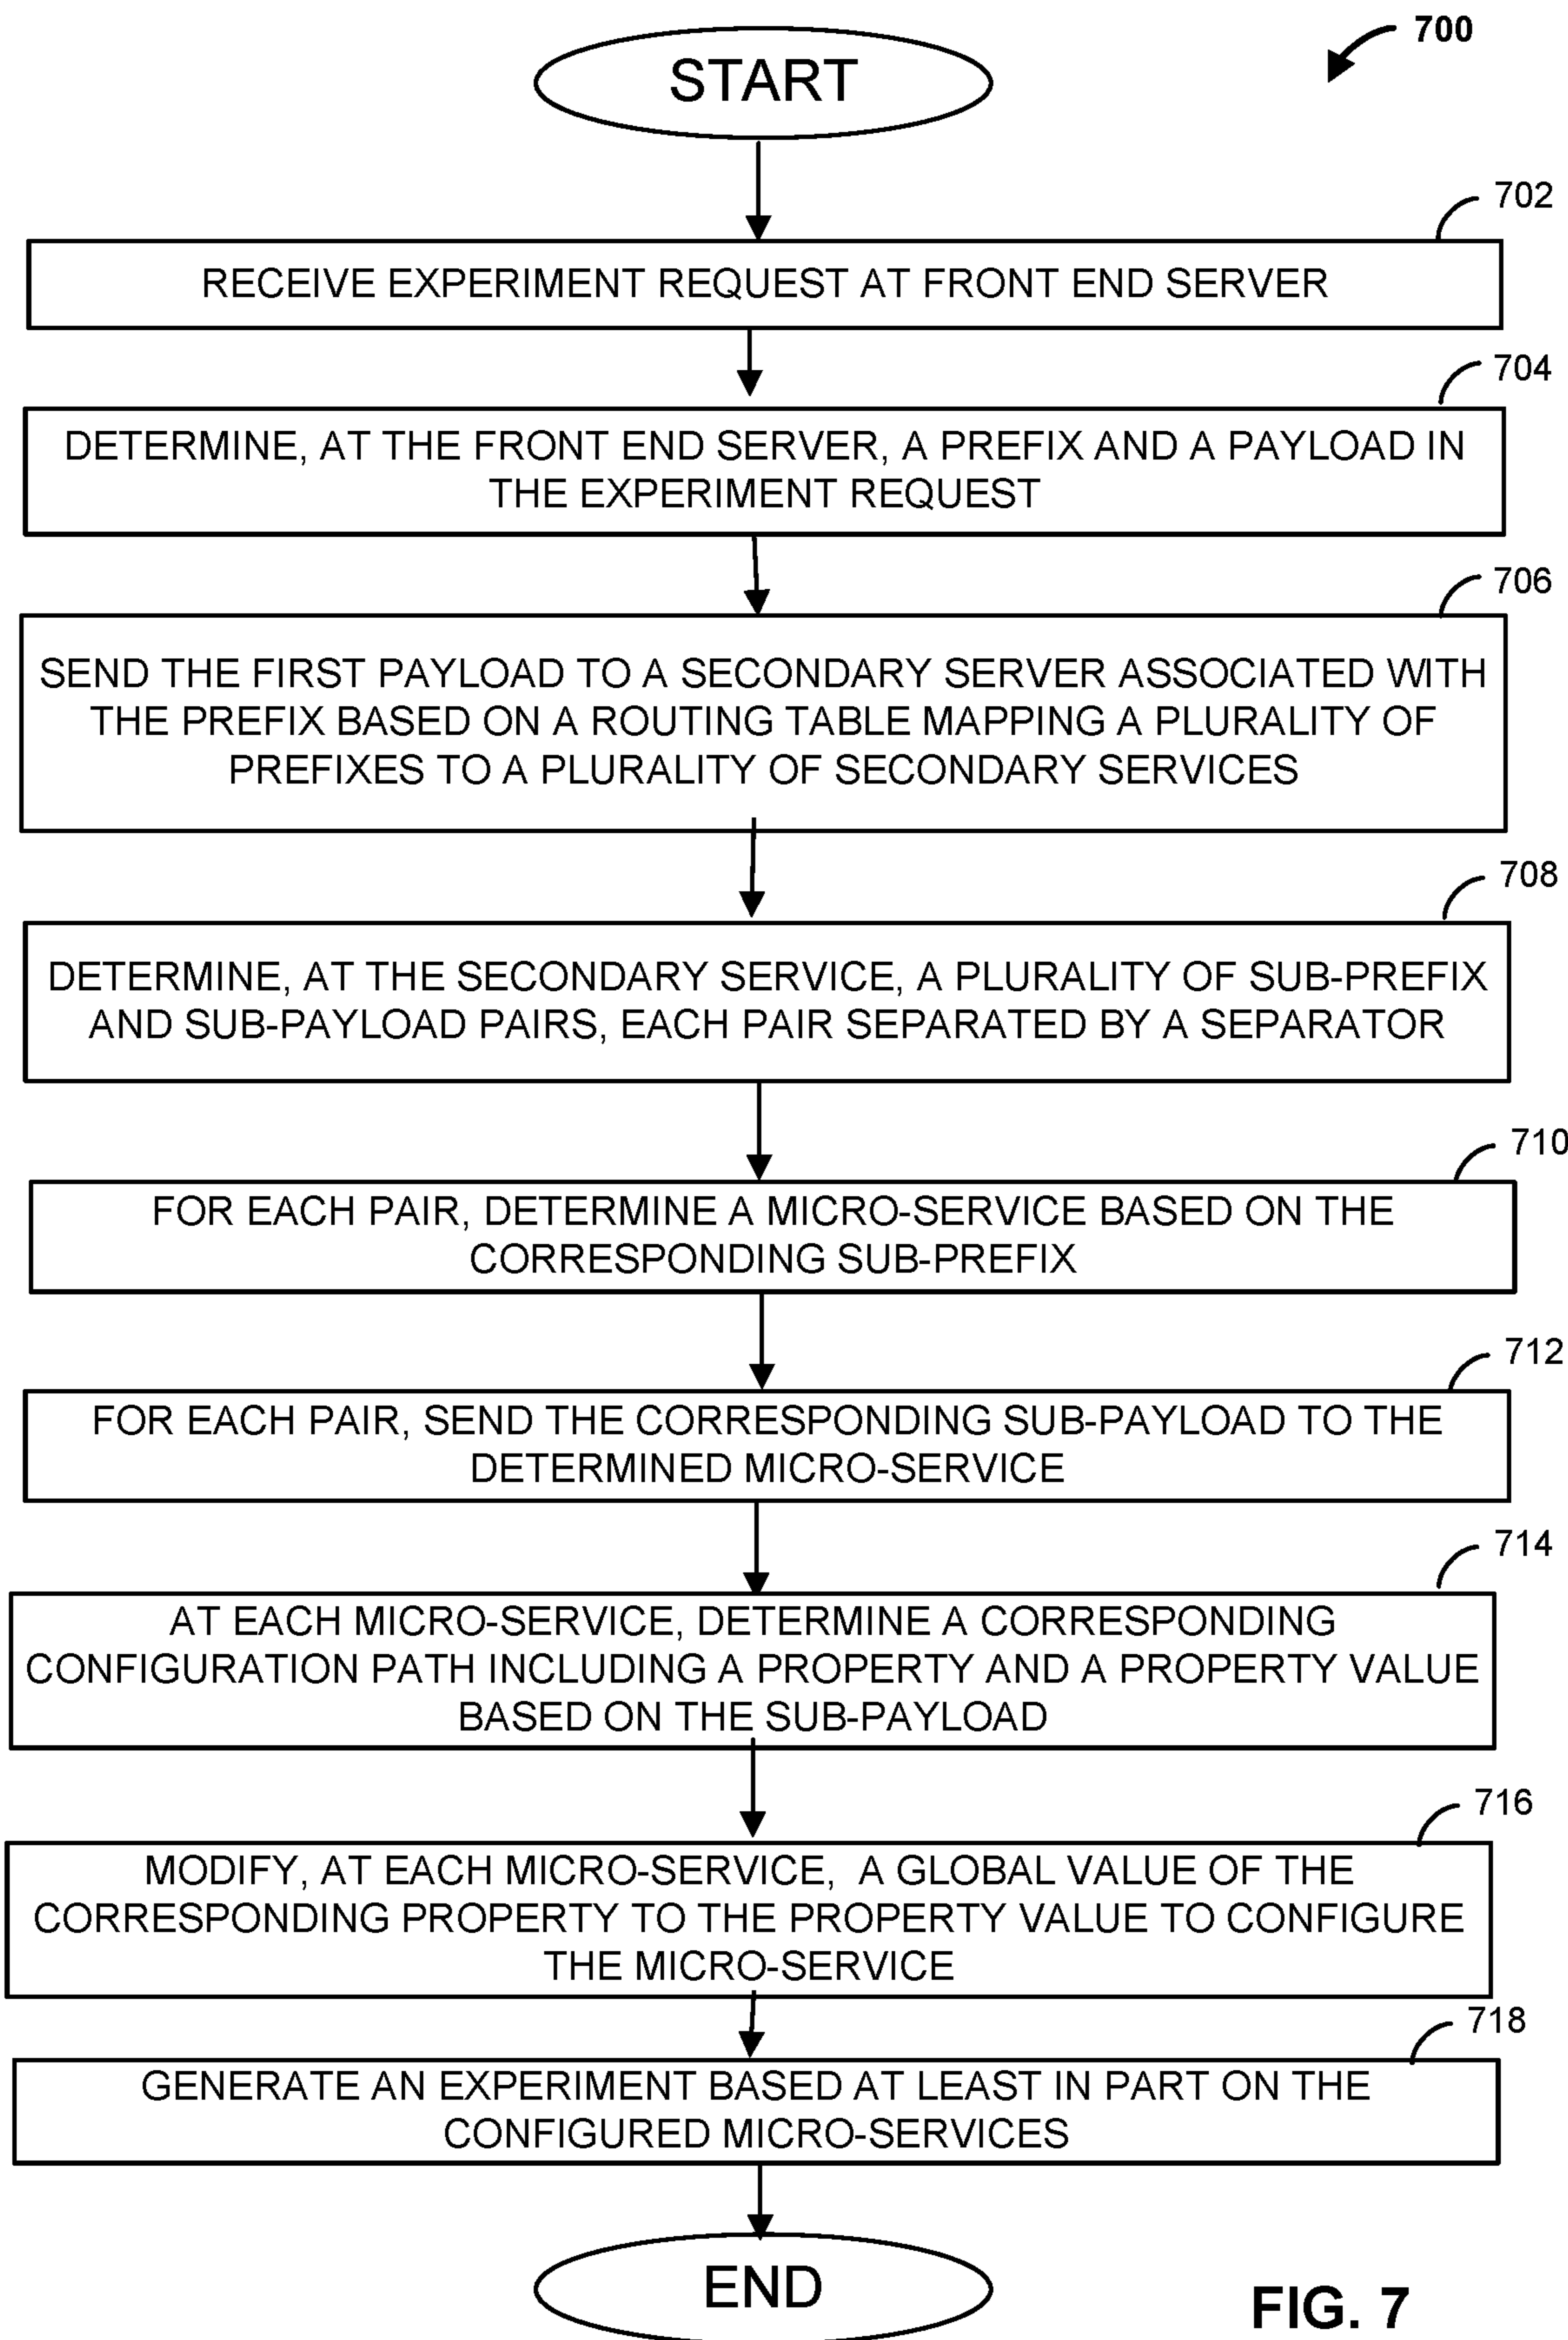 700
START
702
RECEIVE EXPERIMENT REQUEST AT FRONT END SERVER
704
DETERMINE, AT THE FRONT END SERVER, A PREFIX AND A PAYLOAD IN
THE EXPERIMENT REQUEST
706
SEND THE FIRST PAYLOAD TO A SECONDARY SERVER ASSOCIATED WITH
THE PREFIX BASED ON A ROUTING TABLE MAPPING A PLURALITY OF
PREFIXES TO A PLURALITY OF SECONDARY SERVICES
708
DETERMINE, AT THE SECONDARY SERVICE, A PLURALITY OF SUB-PREFIX
AND SUB-PAYLOAD PAIRS, EACH PAIR SEPARATED BY A SEPARATOR
710
FOR EACH PAIR, DETERMINE A MICRO-SERVICE BASED ON THE
CORRESPONDING SUB-PREFIX
712
FOR EACH PAIR, SEND THE CORRESPONDING SUB-PAYLOAD TO THE
DETERMINED MICRO-SERVICE
714
AT EACH MICRO-SERVICE, DETERMINE A CORRESPONDING
CONFIGURATION PATH INCLUDING A PROPERTY AND A PROPERTY VALUE
BASED ON THE SUB-PAYLOAD
716
MODIFY, AT EACH MICRO-SERVICE, A GLOBAL VALUE OF THE
CORRESPONDING PROPERTY TO THE PROPERTY VALUE TO CONFIGURE
THE MICRO-SERVICE
718
GENERATE AN EXPERIMENT BASED AT LEAST IN PART ON THE
CONFIGURED MICRO-SERVICES
END
FIG. 7